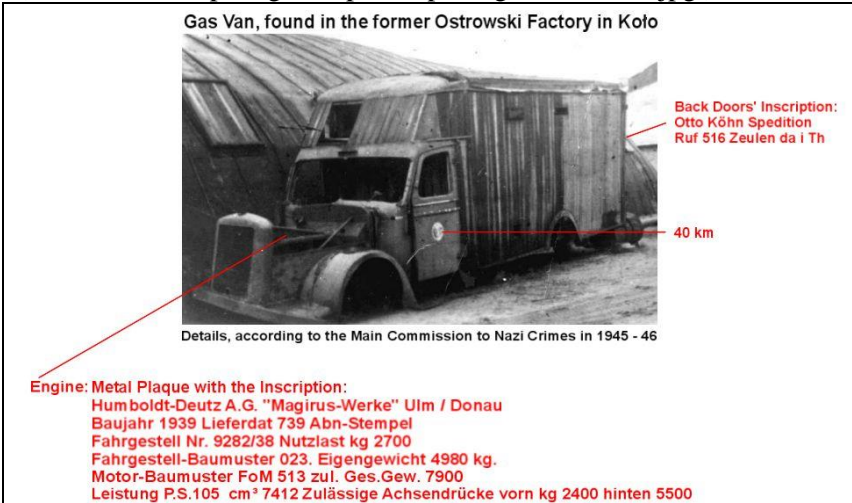 Gas Van, found in the former Ostrowski Factory in Koło
Back Doors' Inscription:
Otto Köhn Spedition
Ruf 516 Zeulen da i Th
40 km
Details, according to the Main Commission to Nazi Crimes in 1945 - 46
Engine: Metal Plaque with the Inscription:
Humboldt-Deutz A.G. "Magirus-Werke" Ulm / Donau
Baujahr 1939 Lieferdat 739 Abn-Stempel
Fahrgestell Nr. 9282/38 Nutzlast kg 2700
Fahrgestell-Baumuster 023. Eigengewicht 4980 kg.
Motor-Baumuster FoM 513 zul. Ges.Gew. 7900
Leistung P.S.105 cm³ 7412 Zulässige Achsendrücke vorn kg 2400 hinten 5500